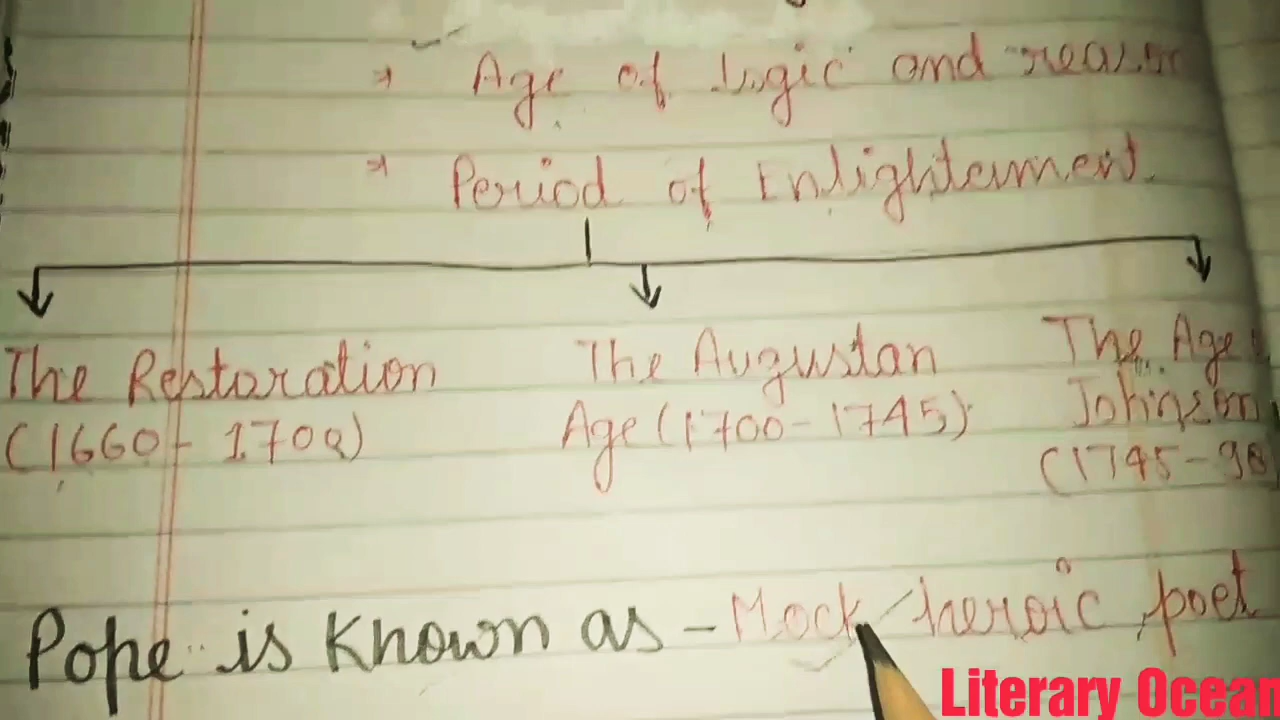 Age of logic and reason
Period of Enlightenment.
The Restoration
(1660 - 1700)
The Augustan
Age (1700 - 1745)
The Age
Johnson
(1745-98
Pope is known as - Mock-heroic poet
Literary Ocean